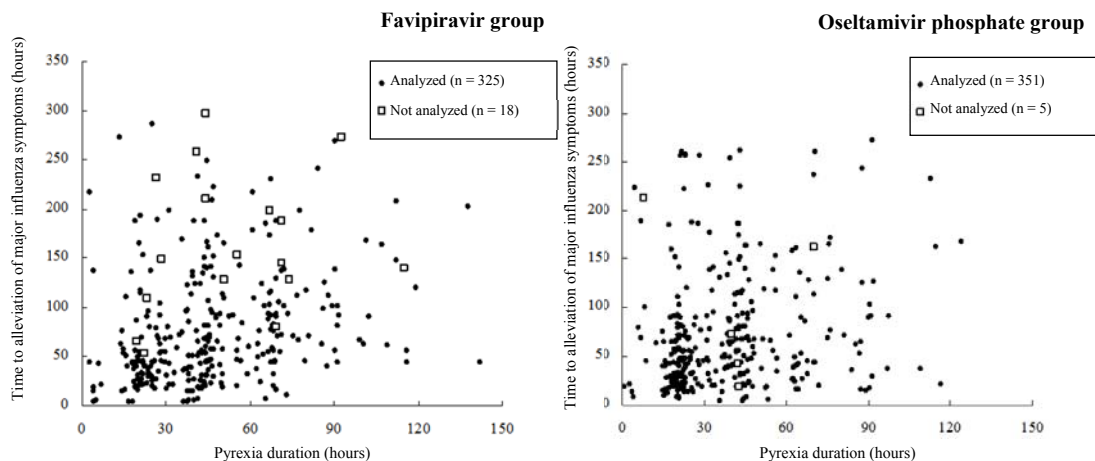 Favipiravir group
Time to alleviation of major influenza symptoms (hours)
350
300
250
200
150
100
50
0
Analyzed (n = 325)
Not analyzed (n = 18)
0 30 60 90 120 150
Pyrexia duration (hours)
Oseltamivir phosphate group
Time to alleviation of major influenza symptoms (hours)
350
300
250
200
150
100
50
0
Analyzed (n = 351)
Not analyzed (n = 5)
0 30 60 90 120 150
Pyrexia duration (hours)